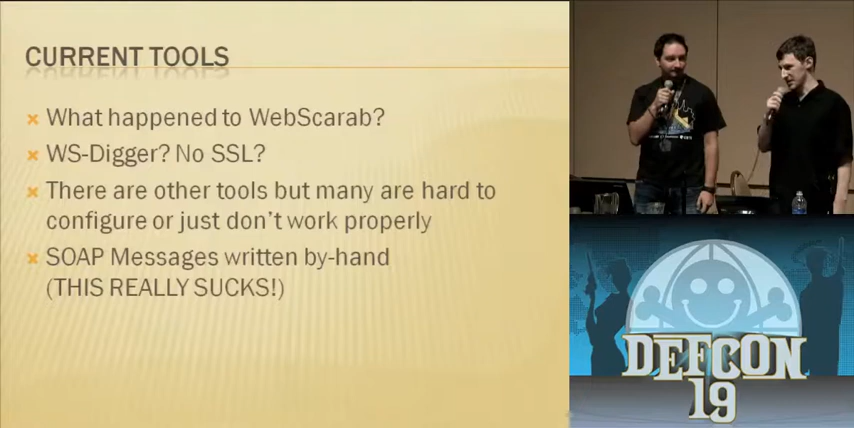 CURRENT TOOLS
What happened to WebScarab?
WS-Digger? No SSL?
There are other tools but many are hard to
configure or just don't work properly
SOAP Messages written by-hand
(THIS REALLY SUCKS!)
DEFCON
19